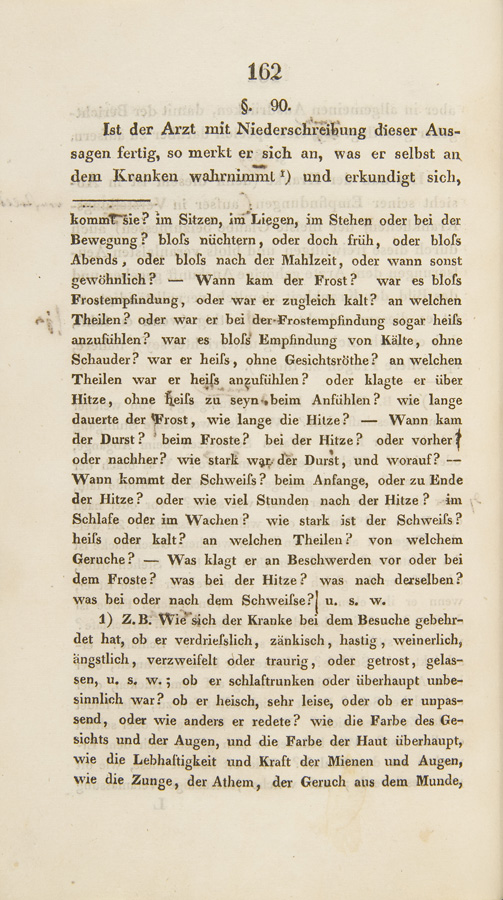 162
§. 90.
Ist der Arzt mit Niederschreibung dieser Aus-
sagen fertig, so merkt er sich an, was er selbst an
dem Kranken wahrnimmt ¹) und erkundigt sich,
kommt sie? im Sitzen, im Liegen, im Stehen oder bei der
Bewegung? bloſs nüchtern, oder doch früh, oder bloſs
Abends, oder bloſs nach der Mahlzeit, oder wann sonst
gewöhnlich? — Wann kam der Frost? war es bloſs
Frostempfindung, oder war er zugleich kalt? an welchen
Theilen? oder war er bei der Frostempfindung sogar heiſs
anzufühlen? war es bloſs Empfindung von Kälte, ohne
Schauder? war er heiſs, ohne Gesichtsröthe? an welchen
Theilen war er heiſs anzufühlen? oder klagte er über
Hitze, ohne heiſs zu seyn beim Anfühlen? wie lange
dauerte der Frost, wie lange die Hitze? — Wann kam
der Durst? beim Froste? bei der Hitze? oder vorher?
oder nachher? wie stark war der Durst, und worauf? —
Wann kommt der Schweiſs? beim Anfange, oder zu Ende
der Hitze? oder wie viel Stunden nach der Hitze? im
Schlafe oder im Wachen? wie stark ist der Schweiſs?
heiſs oder kalt? an welchen Theilen? von welchem
Geruche? — Was klagt er an Beschwerden vor oder bei
dem Froste? was bei der Hitze? was nach derselben?
was bei oder nach dem Schweiſse? u. s. w.
1) Z. B. Wie sich der Kranke bei dem Besuche gebehr-
det hat, ob er verdrieſslich, zänkisch, hastig, weinerlich,
ängstlich, verzweifelt oder traurig, oder getrost, gelas-
sen, u. s. w.; ob er schlaftrunken oder überhaupt unbe-
sinnlich war? ob er heisch, sehr leise, oder ob er unpas-
send, oder wie anders er redete? wie die Farbe des Ge-
sichts und der Augen, und die Farbe der Haut überhaupt,
wie die Lebhaftigkeit und Kraft der Mienen und Augen,
wie die Zunge, der Athem, der Geruch aus dem Munde,